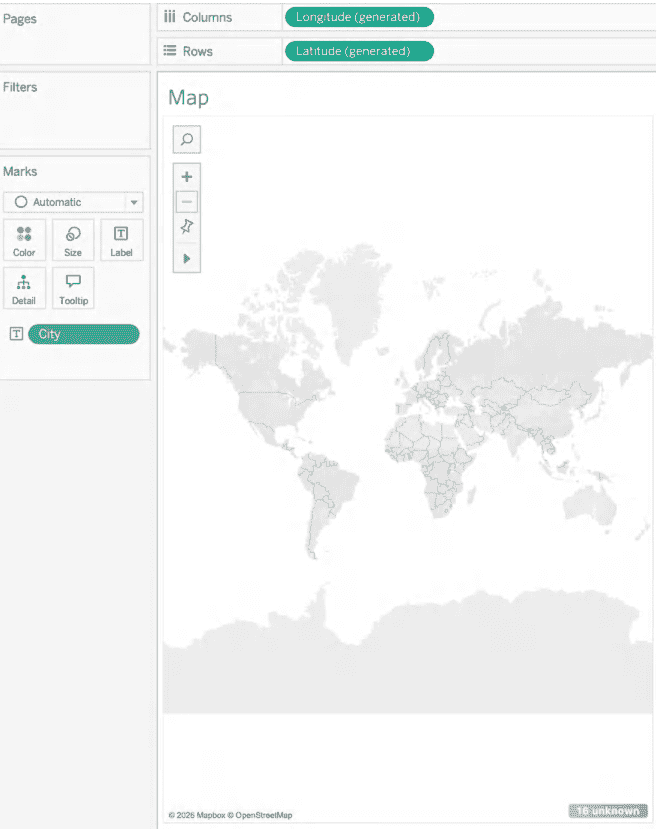 Pages
Columns
Longitude (generated)
Rows
Latitude (generated)
Filters
Map
Marks
Automatic
Color
Size
T
Label
Detail
Tooltip
T
City
© 2026 Mapbox © OpenStreetMap
16 unknown